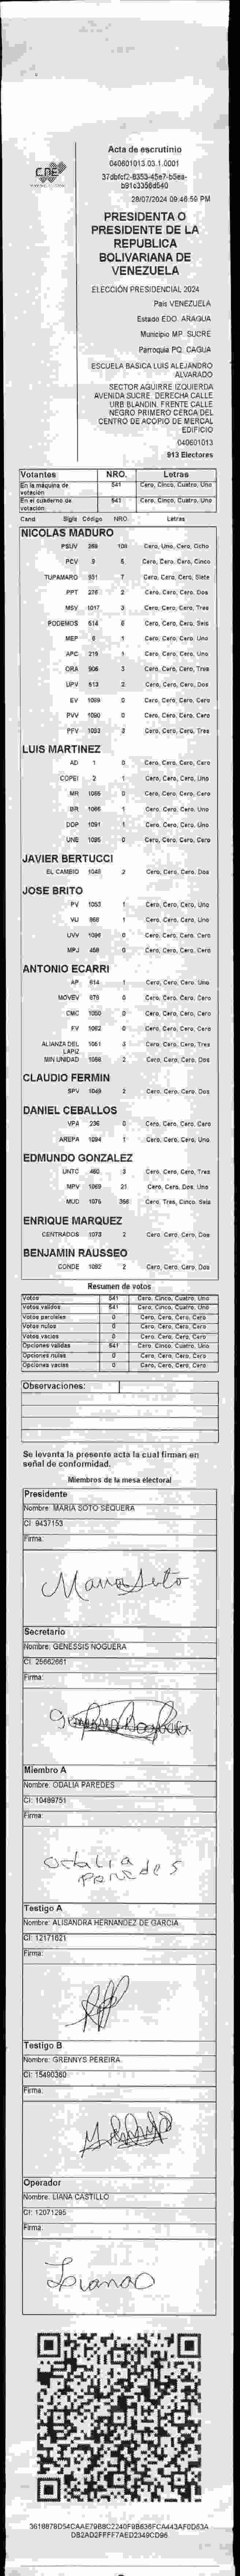 CNE
Acta de escrutinio
040601013.03.1.0001
28/07/2024 09:46:59 PM
PRESIDENTA O
PRESIDENTE DE LA
REPUBLICA
BOLIVARIANA DE
VENEZUELA
ELECCIÓN PRESIDENCIAL 2024
País VENEZUELA
Estado EDO. ARAGUA
Municipio MP. SUCRE
Parroquia PQ. CAGUA
ESCUELA BASICA LUIS ALEJANDRO
ALVARADO
SECTOR AGUIRRE IZQUIERDA
AVENIDA SUCRE. DERECHA CALLE
URB BLANDIN. FRENTE CALLE
NEGRO PRIMERO CERCA DEL
CENTRO DE ACOPIO DE MERCAL
EDIFICIO
040601013
913 Electores
Votantes NRO. Letras
En la máquina de votación 541 Cero, Cinco, Cuatro, Uno
En el cuaderno de votación 541 Cero, Cinco, Cuatro, Uno
Cand Siglas Código NRO. Letras
NICOLAS MADURO
PSUV 108 Cero, Uno, Cero, Ocho
PCV 9 5 Cero, Cero, Cero, Cinco
TUPAMARO 7 Cero, Cero, Cero, Siete
PPT 2 Cero, Cero, Cero, Dos
MSV 1017 3 Cero, Cero, Cero, Tres
PODEMOS 514 6 Cero, Cero, Cero, Seis
MEP 6 1 Cero, Cero, Cero, Uno
APC 219 1 Cero, Cero, Cero, Uno
ORA 906 3 Cero, Cero, Cero, Tres
UPV 513 2 Cero, Cero, Cero, Dos
EV 1089 0 Cero, Cero, Cero, Cero
PVV 1090 0 Cero, Cero, Cero, Cero
PFV 1093 3 Cero, Cero, Cero, Tres
LUIS MARTINEZ
AD 1 0 Cero, Cero, Cero, Cero
COPEI 2 1 Cero, Cero, Cero, Uno
MR 1055 0 Cero, Cero, Cero, Cero
BR 1066 1 Cero, Cero, Cero, Uno
DDP 1091 1 Cero, Cero, Cero, Uno
UNE 1095 0 Cero, Cero, Cero, Cero
JAVIER BERTUCCI
EL CAMBIO 1048 2 Cero, Cero, Cero, Dos
JOSE BRITO
PV 1053 1 Cero, Cero, Cero, Uno
VU 868 1 Cero, Cero, Cero, Uno
UVV 1096 0 Cero, Cero, Cero, Cero
MPJ 458 0 Cero, Cero, Cero, Cero
ANTONIO ECARRI
AP 814 1 Cero, Cero, Cero, Uno
MOVEV 878 0 Cero, Cero, Cero, Cero
CMC 1050 0 Cero, Cero, Cero, Cero
FV 1062 0 Cero, Cero, Cero, Cero
ALIANZA DEL LAPIZ 1051 3 Cero, Cero, Cero, Tres
MIN UNIDAD 1068 2 Cero, Cero, Cero, Dos
CLAUDIO FERMIN
SPV 1049 2 Cero, Cero, Cero, Dos
DANIEL CEBALLOS
VPA 236 0 Cero, Cero, Cero, Cero
AREPA 1094 1 Cero, Cero, Cero, Uno
EDMUNDO GONZALEZ
UNTC 460 3 Cero, Cero, Cero, Tres
MPV 1069 21 Cero, Cero, Dos, Uno
MUD 1076 356 Cero, Tres, Cinco, Seis
ENRIQUE MARQUEZ
CENTRADOS 1073 2 Cero, Cero, Cero, Dos
BENJAMIN RAUSSEO
CONDE 1092 2 Cero, Cero, Cero, Dos
Resumen de votos
Votos 541 Cero, Cinco, Cuatro, Uno
Votos válidos 541 Cero, Cinco, Cuatro, Uno
Votos parciales 0 Cero, Cero, Cero, Cero
Votos nulos 0 Cero, Cero, Cero, Cero
Votos vacíos 0 Cero, Cero, Cero, Cero
Opciones válidas 541 Cero, Cinco, Cuatro, Uno
Opciones nulas 0 Cero, Cero, Cero, Cero
Opciones vacías 0 Cero, Cero, Cero, Cero
Observaciones:
Se levanta la presente acta la cual firman en
señal de conformidad.
Miembros de la mesa electoral
Presidente
Nombre: MARIA SOTO SEQUERA
CI: 9437153
Firma:
Maria Soto
Secretario
Nombre: GENESSIS NOGUERA
CI: 25662661
Firma:
Miembro A
Nombre: ODALIA PAREDES
CI: 10489751
Firma:
Odalia
Paredes
Testigo A
Nombre: ALISANDRA HERNANDEZ DE GARCIA
CI: 12171621
Firma:
Testigo B
Nombre: GRENNYS PEREIRA
CI: 15490360
Firma:
Operador
Nombre: LIANA CASTILLO
CI: 12071295
Firma:
Liana